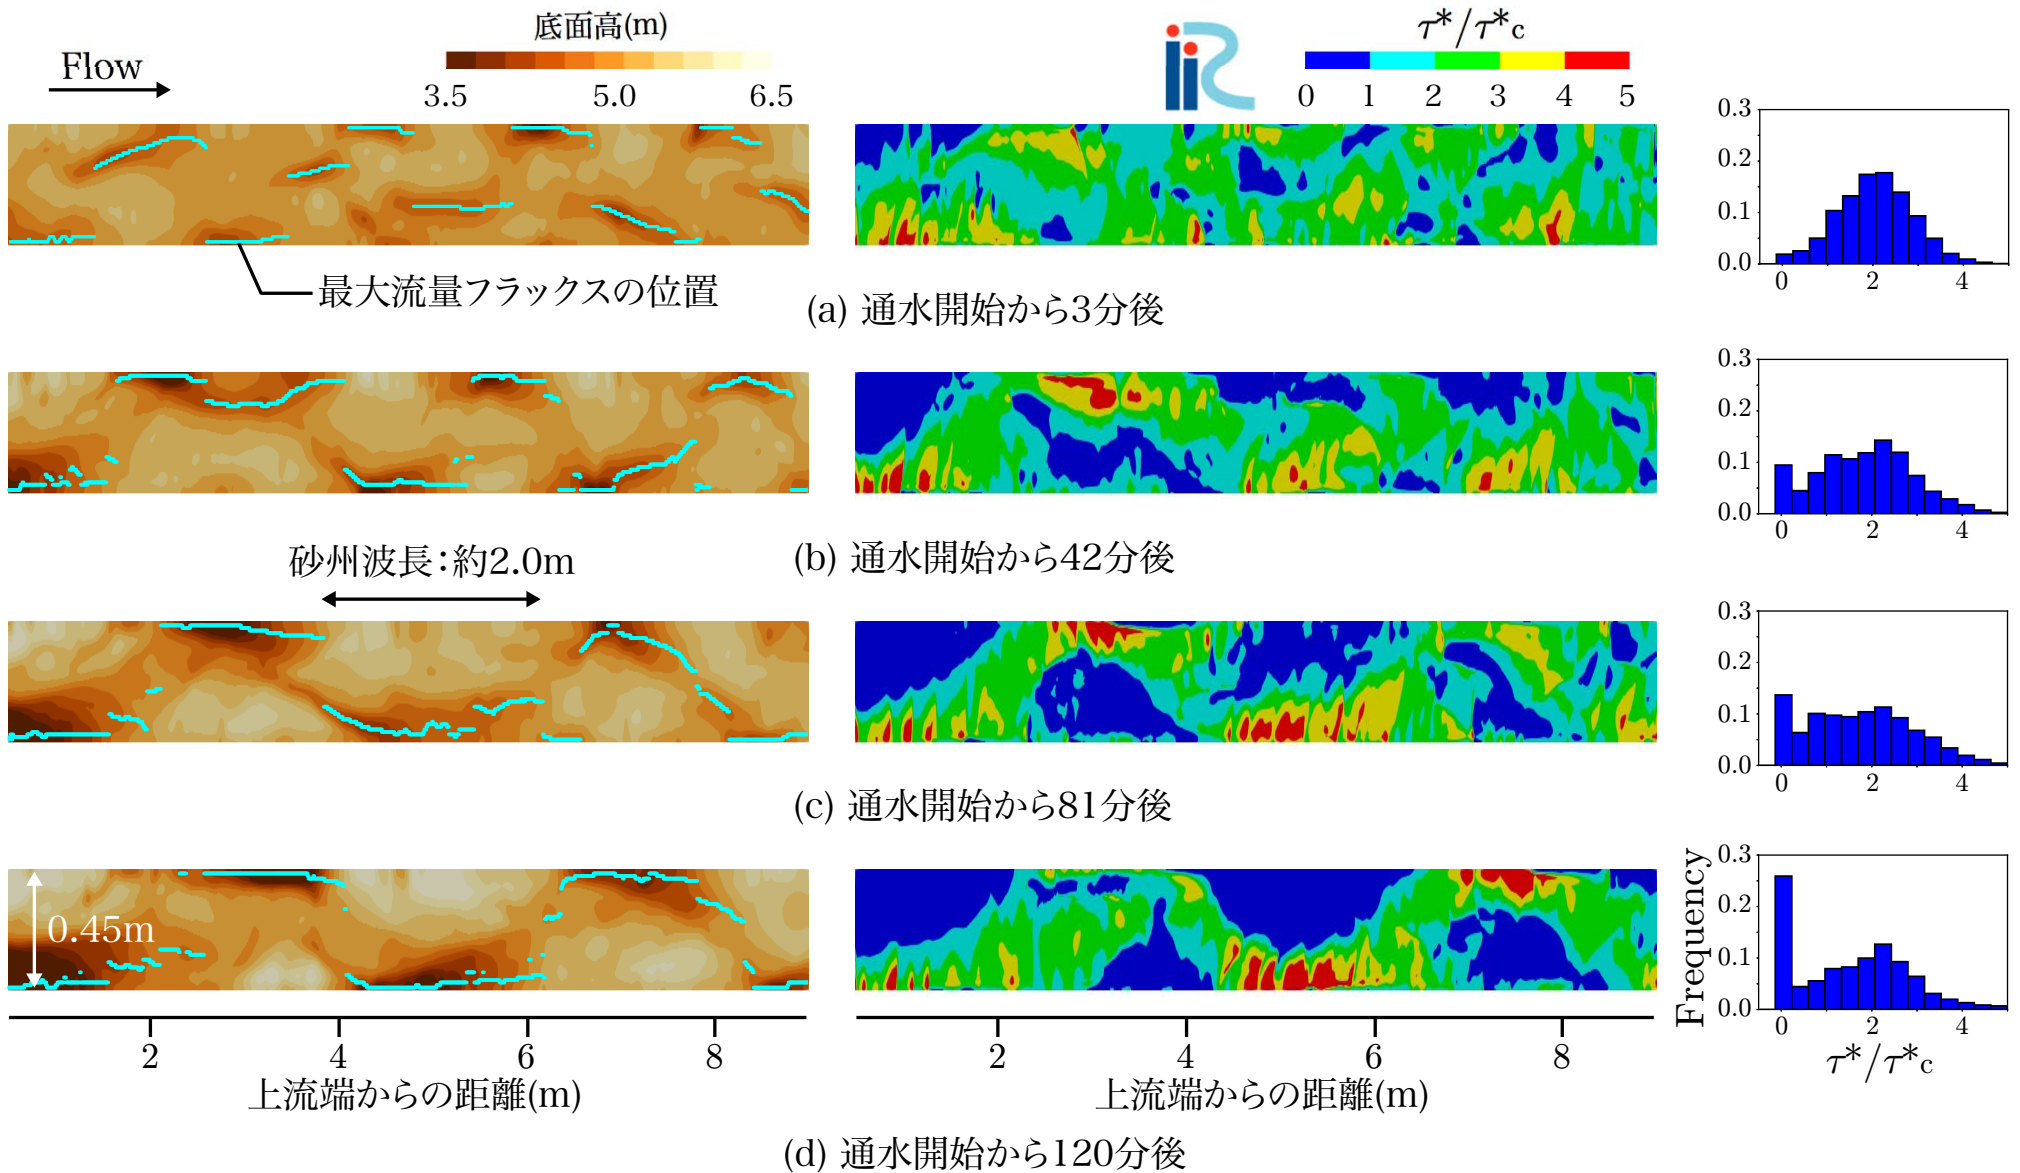 底面高(m)
Flow
3.5 5.0 6.5
iRIC
τ*/τ*c
0 1 2 3 4 5
0.3
0.2
0.1
0.0
0 2 4
最大流量フラックスの位置
(a) 通水開始から3分後
0.3
0.2
0.1
0.0
0 2 4
(b) 通水開始から42分後
砂州波長：約2.0m
0.3
0.2
0.1
0.0
0 2 4
(c) 通水開始から81分後
0.45m
Frequency
0.3
0.2
0.1
0.0
0 2 4
τ*/τ*c
2 4 6 8
上流端からの距離(m)
2 4 6 8
上流端からの距離(m)
(d) 通水開始から120分後